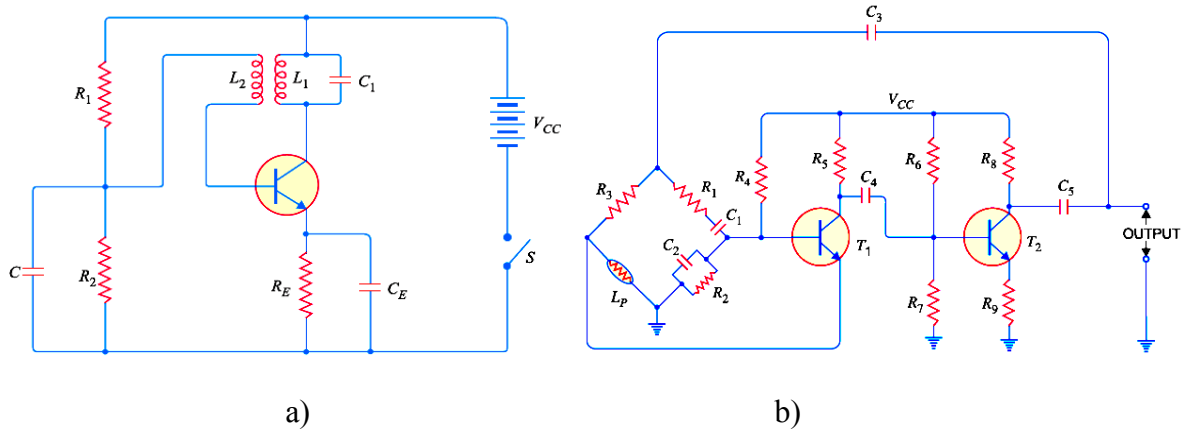 R1
L2
L1
C1
VCC
C
R2
RE
CE
S
a)
C3
VCC
R3
R1
C1
R4
R5
C4
R6
R8
C5
C2
R2
LP
T1
T2
OUTPUT
R7
R9
b)